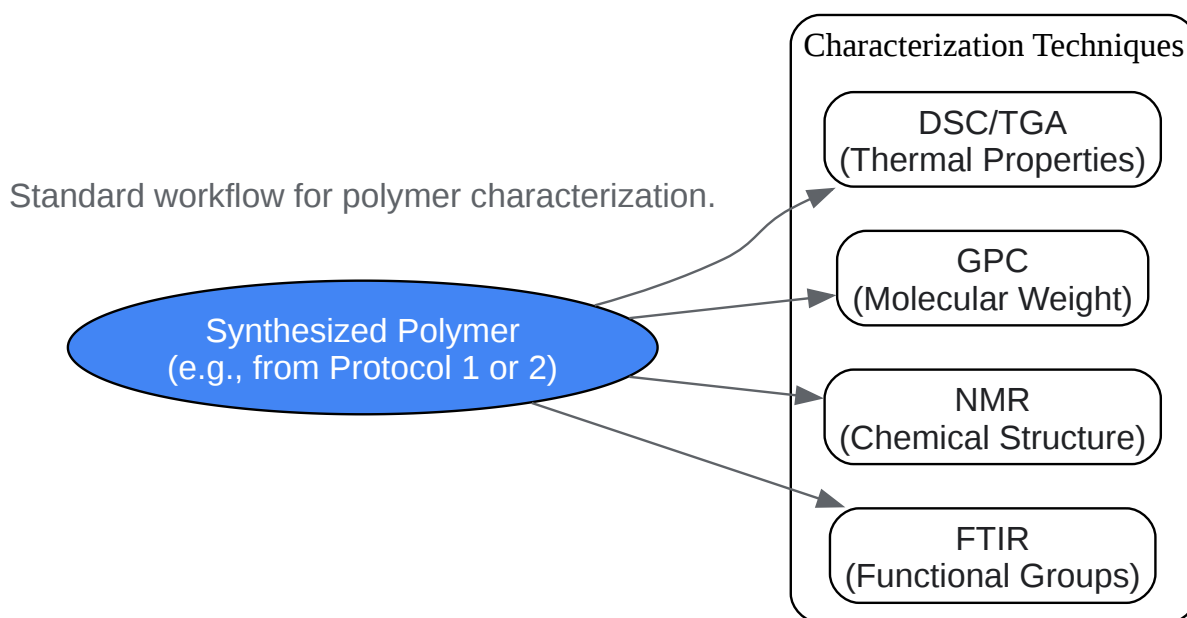 Characterization Techniques
DSC/TGA
(Thermal Properties)
Standard workflow for polymer characterization.
GPC
(Molecular Weight)
Synthesized Polymer
(e.g., from Protocol 1 or 2)
NMR
(Chemical Structure)
FTIR
(Functional Groups)